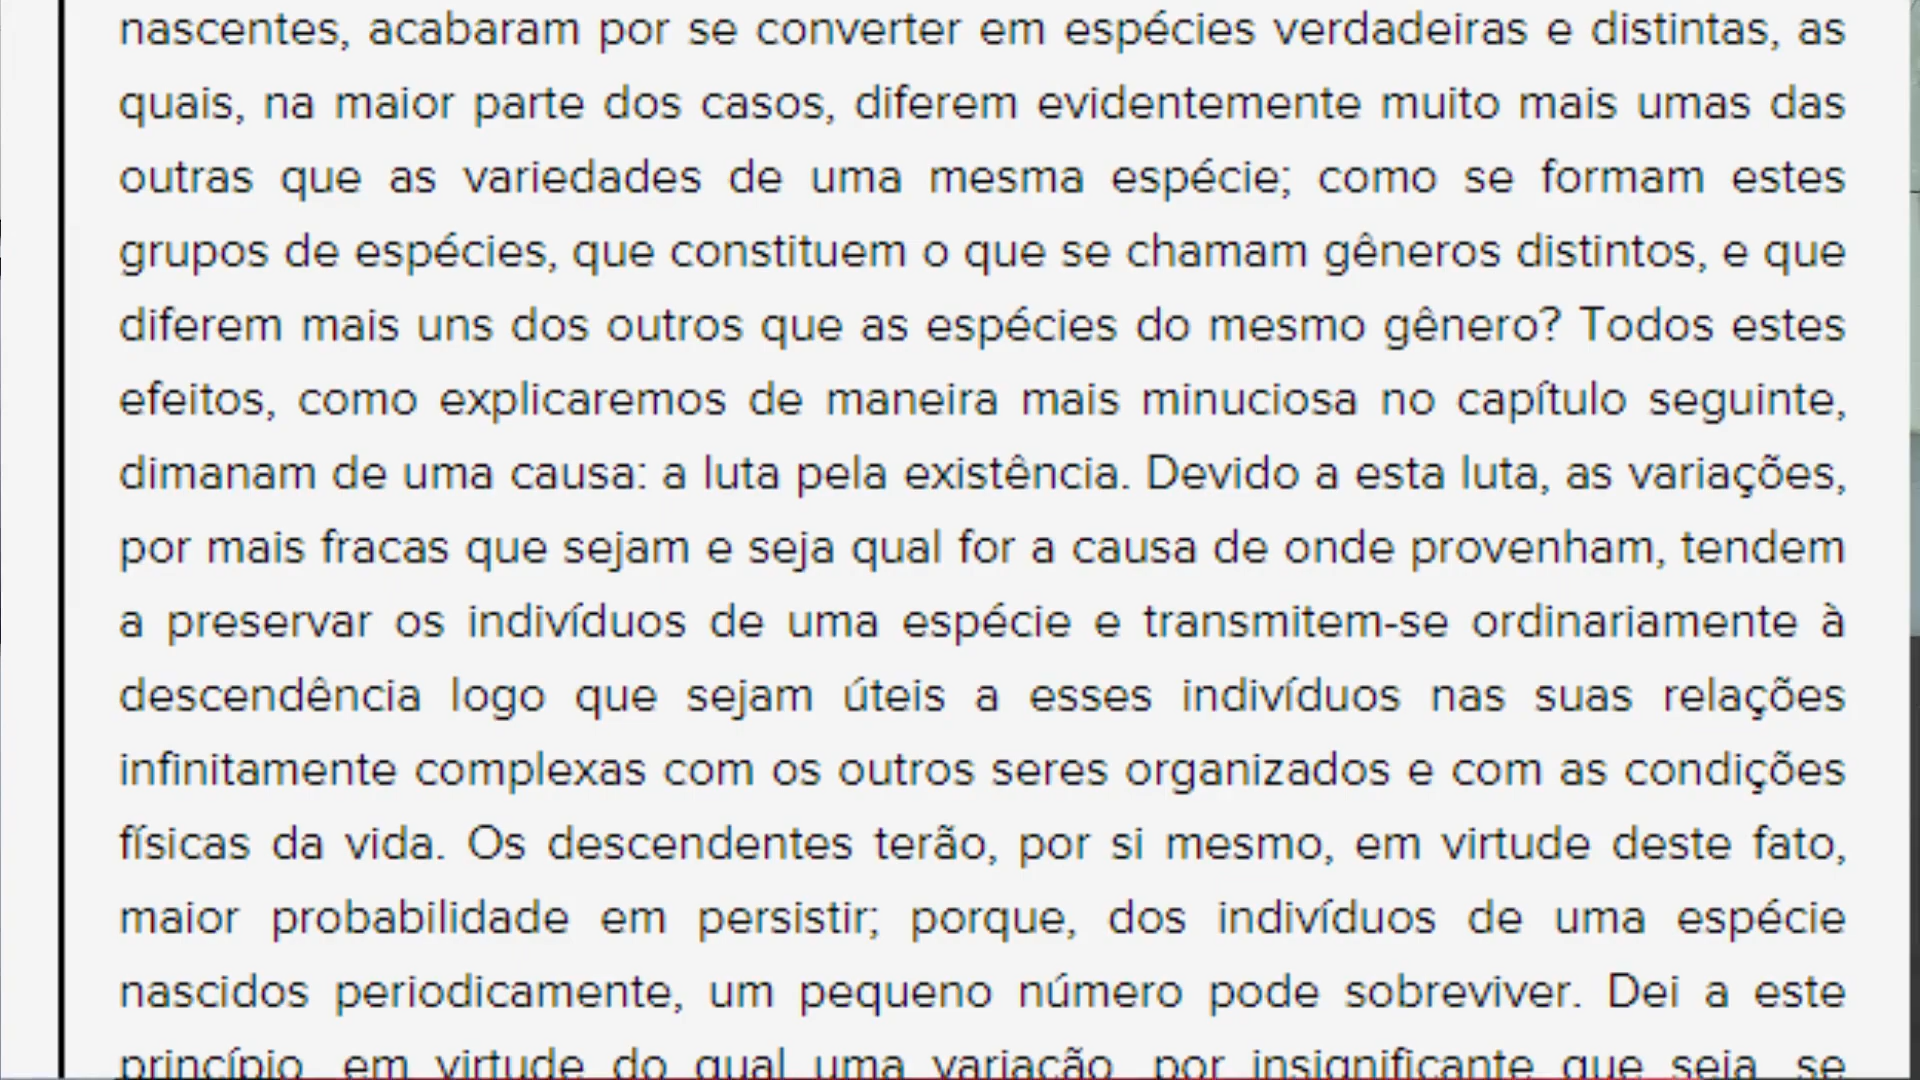 nascentes, acabaram por se converter em espécies verdadeiras e distintas, as
quais, na maior parte dos casos, diferem evidentemente muito mais umas das
outras que as variedades de uma mesma espécie; como se formam estes
grupos de espécies, que constituem o que se chamam gêneros distintos, e que
diferem mais uns dos outros que as espécies do mesmo gênero? Todos estes
efeitos, como explicaremos de maneira mais minuciosa no capítulo seguinte,
dimanam de uma causa: a luta pela existência. Devido a esta luta, as variações,
por mais fracas que sejam e seja qual for a causa de onde provenham, tendem
a preservar os indivíduos de uma espécie e transmitem-se ordinariamente à
descendência logo que sejam úteis a esses indivíduos nas suas relações
infinitamente complexas com os outros seres organizados e com as condições
físicas da vida. Os descendentes terão, por si mesmo, em virtude deste fato,
maior probabilidade em persistir; porque, dos indivíduos de uma espécie
nascidos periodicamente, um pequeno número pode sobreviver. Dei a este
princípio, em virtude do qual uma variação, por insignificante que seja, se